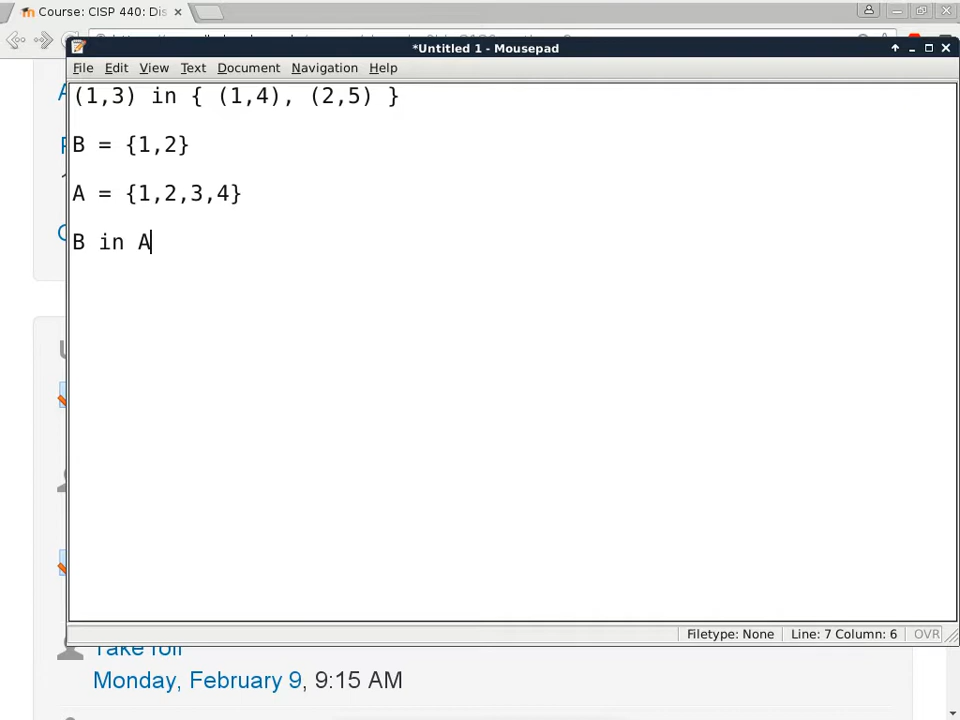 Course: CISP 440: Dis
*Untitled 1 - Mousepad
File Edit View Text Document Navigation Help
(1,3) in { (1,4), (2,5) }
B = {1,2}
A = {1,2,3,4}
B in A
Filetype: None Line: 7 Column: 6 OVR
Take roll
Monday, February 9, 9:15 AM